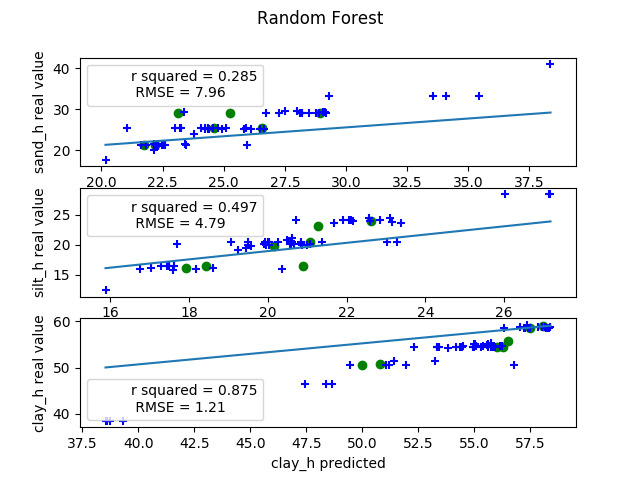 Random Forest
sand_h real value
40
30
20
r squared = 0.285
RMSE = 7.96
20.0 22.5 25.0 27.5 30.0 32.5 35.0 37.5
silt_h real value
25
20
15
r squared = 0.497
RMSE = 4.79
16 18 20 22 24 26
clay_h real value
60
50
40
r squared = 0.875
RMSE = 1.21
37.5 40.0 42.5 45.0 47.5 50.0 52.5 55.0 57.5
clay_h predicted